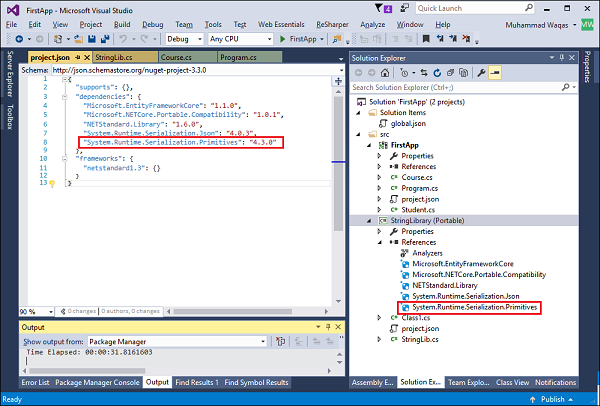 FirstApp - Microsoft Visual Studio
4
Quick Launch (Ctrl+Q)
File Edit View Project Build Debug Team Tools Test Web Essentials ReSharper Analyze Window Help
Muhammad Waqas
MW
Debug Any CPU FirstApp
Server Explorer
Toolbox
project.json StringLib.cs Course.cs Program.cs
Schema: http://json.schemastore.org/nuget-project-3.3.0
1 {
2 "supports": {},
3 "dependencies": {
4 "Microsoft.EntityFrameworkCore": "1.1.0",
5 "Microsoft.NETCore.Portable.Compatibility": "1.0.1",
6 "NETStandard.Library": "1.6.0",
7 "System.Runtime.Serialization.Json": "4.0.3",
8 "System.Runtime.Serialization.Primitives": "4.3.0"
9 },
10 "frameworks": {
11 "netstandard1.3": {}
12 }
13 }
90 %
0 changes | 0 authors, 0 changes
Output
Show output from: Package Manager
Time Elapsed: 00:00:31.8161603
Error List Package Manager Console Output Find Results 1 Find Symbol Results
Solution Explorer
Search Solution Explorer (Ctrl+;)
Solution 'FirstApp' (2 projects)
Solution Items
global.json
src
FirstApp
Properties
References
Course.cs
Program.cs
project.json
Student.cs
StringLibrary (Portable)
Properties
References
Analyzers
Microsoft.EntityFrameworkCore
Microsoft.NETCore.Portable.Compatibility
NETStandard.Library
System.Runtime.Serialization.Json
System.Runtime.Serialization.Primitives
Class1.cs
project.json
StringLib.cs
Assembly E... Solution Ex... Team Explo... Class View Notifications
Properties
Ready
Publish